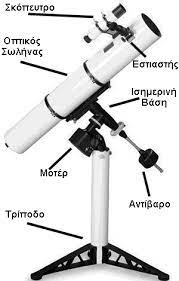 Σκόπευτρο
Οπτικός
Σωλήνας
Εστιαστής
Ισημερινή
Βάση
Μοτέρ
Αντίβαρο
Τρίποδο